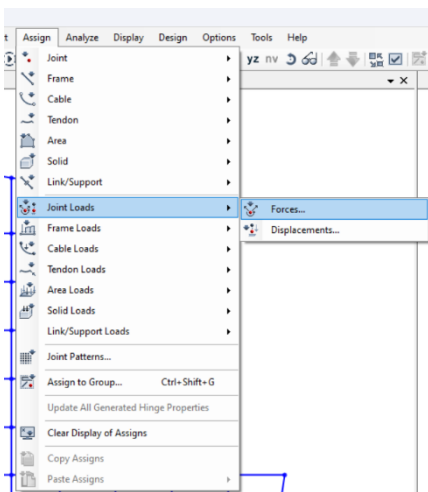 t Assign Analyze Display Design Options Tools Help
Joint yz nv
Frame
Cable
Tendon
Area
Solid
Link/Support
Joint Loads Forces...
Frame Loads Displacements...
Cable Loads
Tendon Loads
Area Loads
Solid Loads
Link/Support Loads
Joint Patterns...
Assign to Group... Ctrl+Shift+G
Update All Generated Hinge Properties
Clear Display of Assigns
Copy Assigns
Paste Assigns